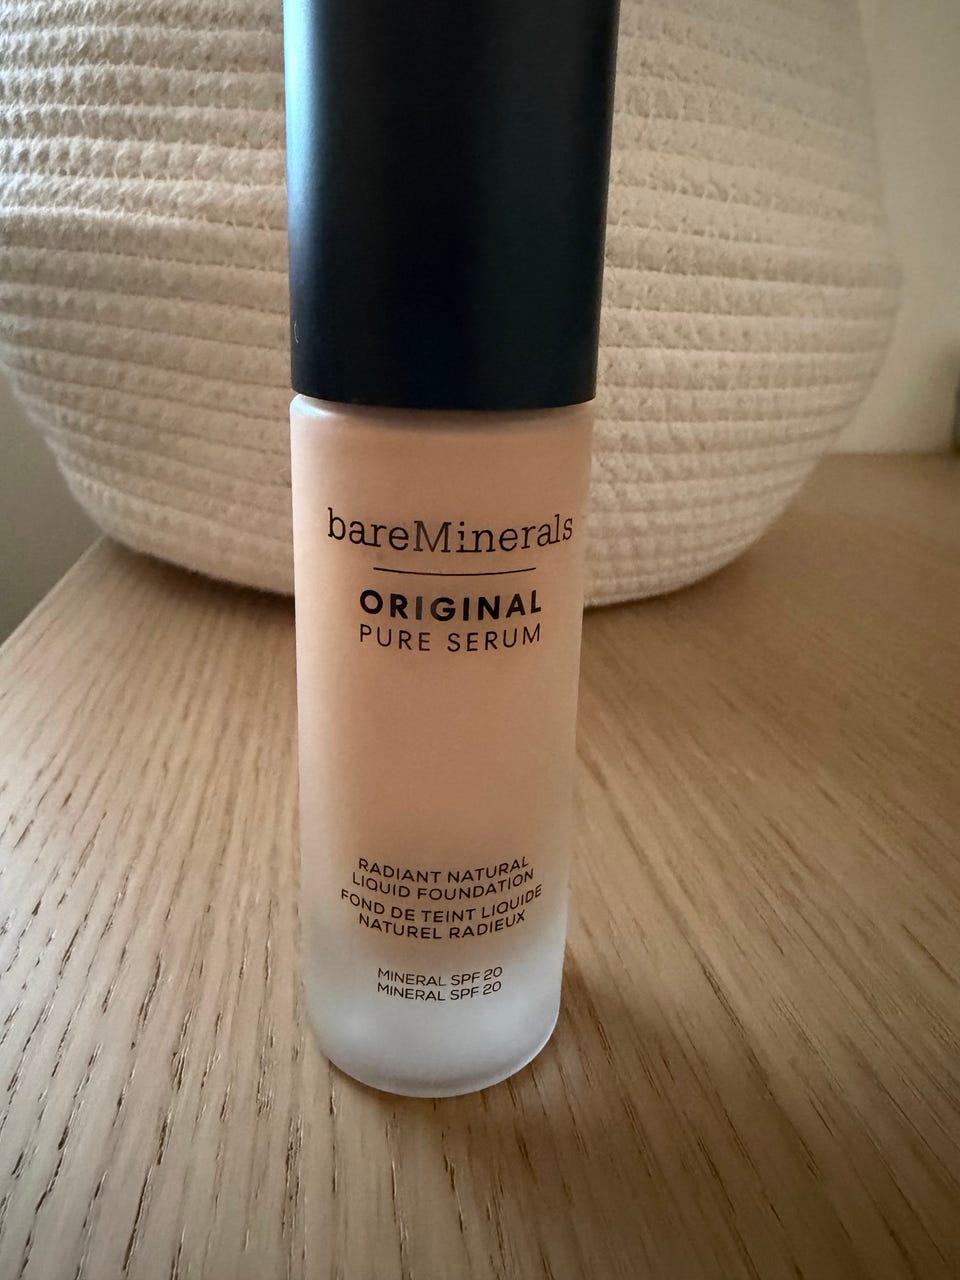 bareMinerals
ORIGINAL
PURE SERUM
RADIANT NATURAL
LIQUID FOUNDATION
FOND DE TEINT LIQUIDE
NATUREL RADIEUX
MINERAL SPF 20
MINERAL SPF 20